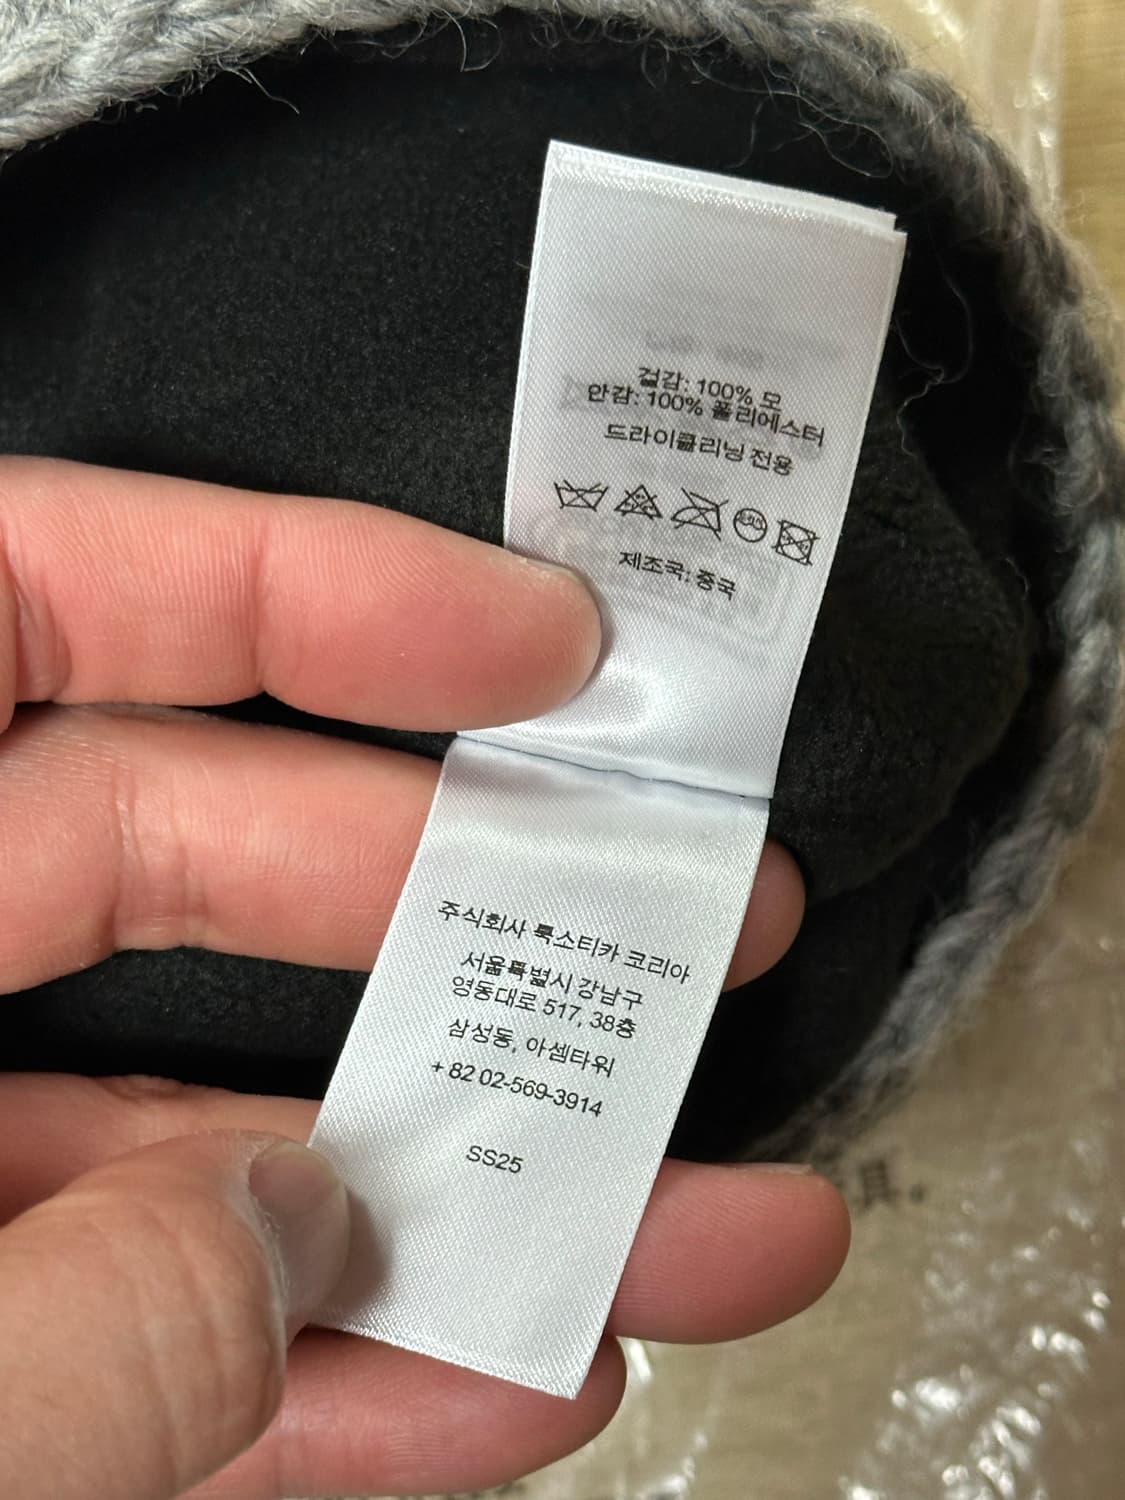 겉감: 100% 모
안감: 100% 폴리에스터
드라이클리닝 전용
제조국: 중국
주식회사 룩소티카 코리아
서울특별시 강남구
영동대로 517, 38층
삼성동, 아셈타워
+ 82 02-569-3914
SS25
具。